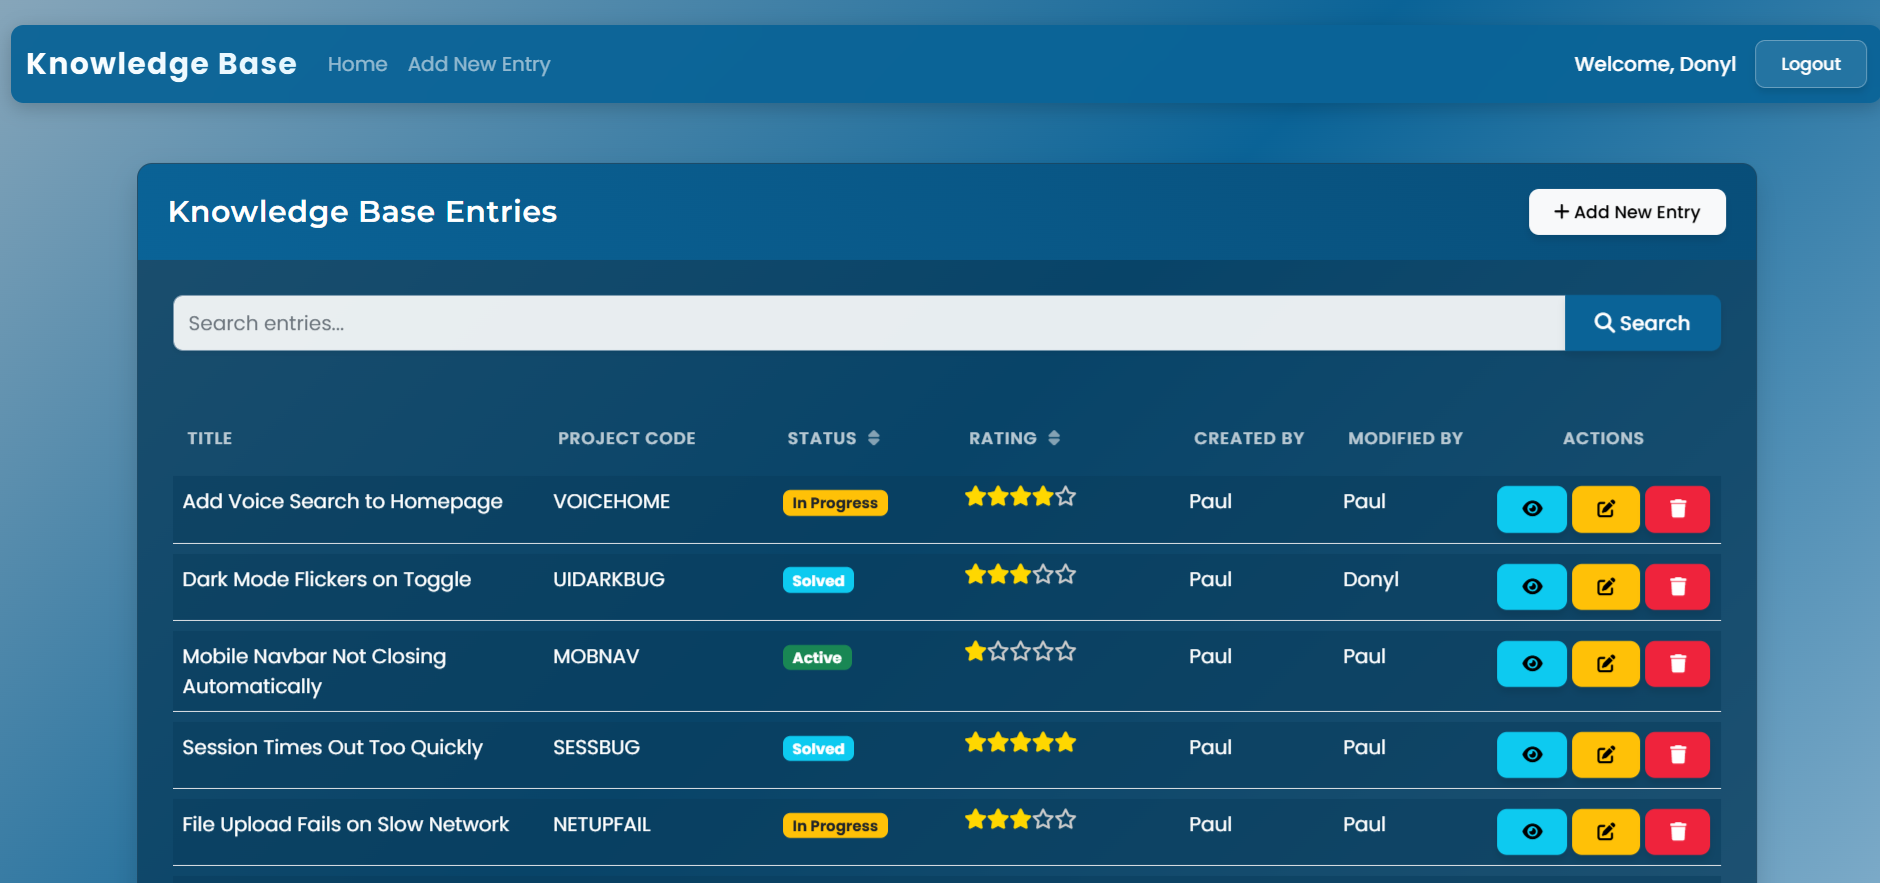 Knowledge Base Home Add New Entry Welcome, Donyl Logout
Knowledge Base Entries + Add New Entry
Search entries... Search
TITLE PROJECT CODE STATUS RATING CREATED BY MODIFIED BY ACTIONS
Add Voice Search to Homepage VOICEHOME In Progress Paul Paul
Dark Mode Flickers on Toggle UIDARKBUG Solved Paul Donyl
Mobile Navbar Not Closing MOBNAV Active Paul Paul
Automatically
Session Times Out Too Quickly SESSBUG Solved Paul Paul
File Upload Fails on Slow Network NETUPFAIL In Progress Paul Paul